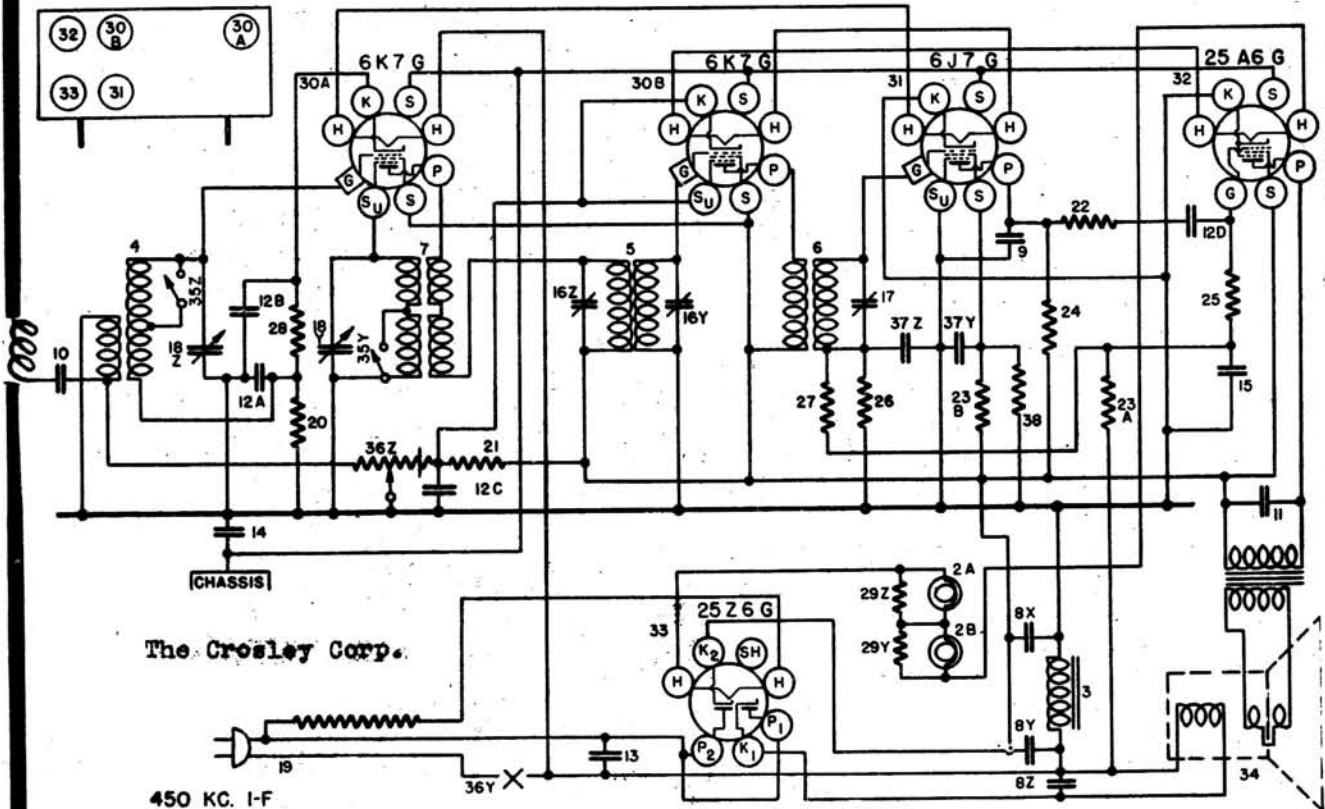 32 30 B 30 A
33 31
6K7G 6K7G 6J7G 25A6G
30A 30B 31 32
K S K S K S K S
H H H H H H H H
G P G P G P P
SU S SU S SU S G S
4 7 5 6 9 22 12D
35Z 12B 28 18 Y 35Y 16Z 16Y 17 24 25
18 Z 12A 20 37Z 37Y 15
27 26 23 B 38 23 A
36Z 21 12C
10
14 11
CHASSIS
33 25Z6G 29Z 2A
K2 SH 29Y 2B 8X
H H 3
P2 K1 P1 8Y
The Crosley Corp.
19 13 8Z 34
36Y
450 KC. I-F